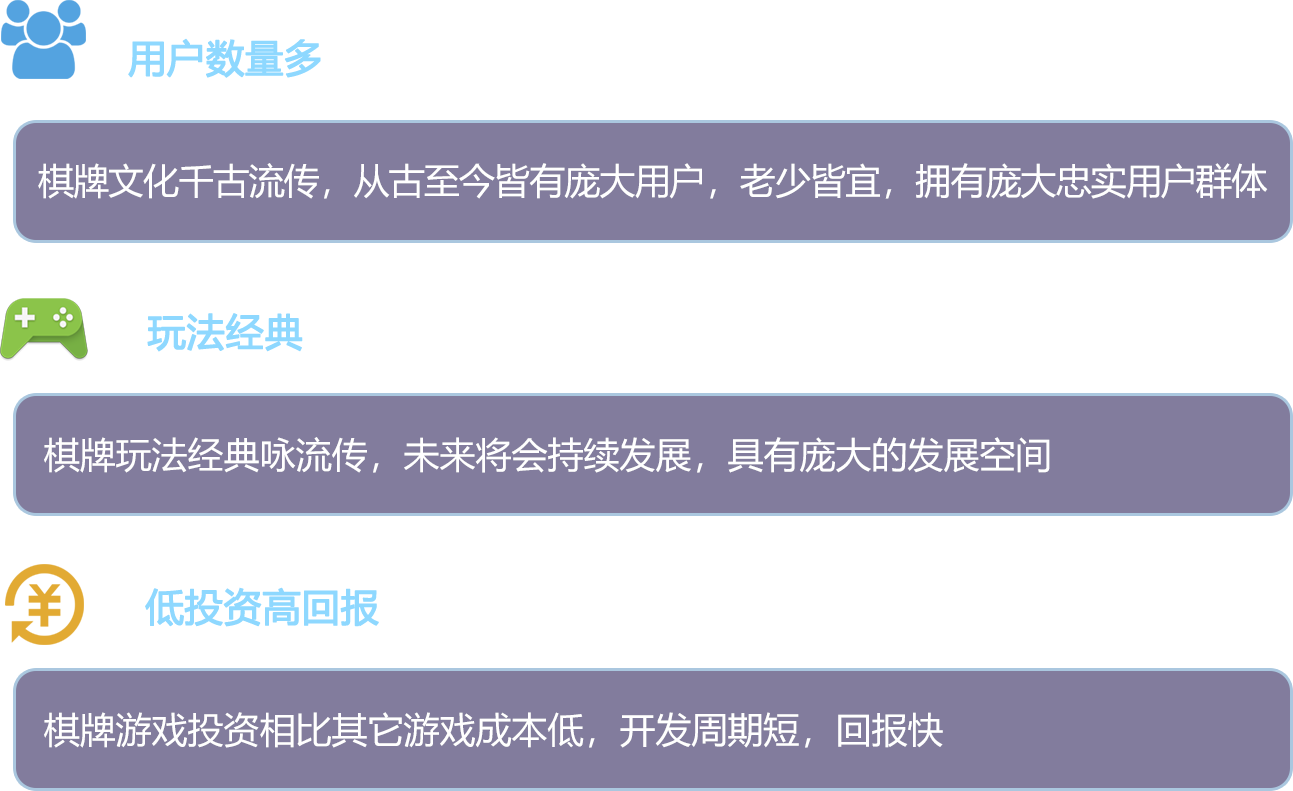 用户数量多
棋牌文化千古流传，从古至今皆有庞大用户，老少皆宜，拥有庞大忠实用户群体
玩法经典
棋牌玩法经典咏流传，未来将会持续发展，具有庞大的发展空间
低投资高回报
棋牌游戏投资相比其它游戏成本低，开发周期短，回报快